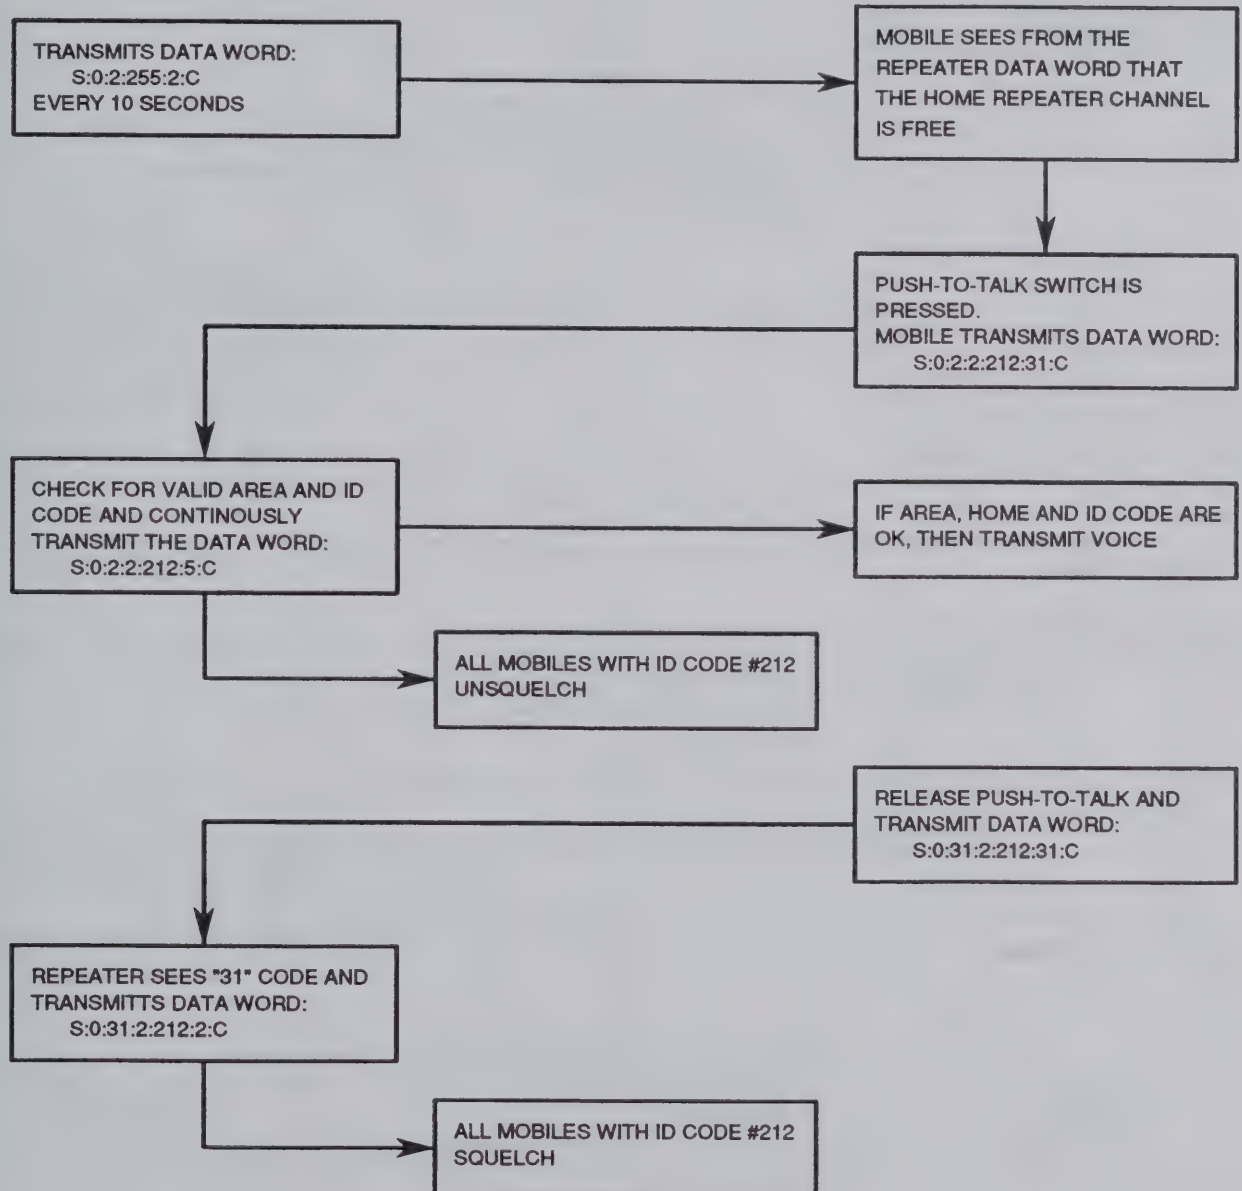 TRANSMITS DATA WORD:
S:0:2:255:2:C
EVERY 10 SECONDS
MOBILE SEES FROM THE
REPEATER DATA WORD THAT
THE HOME REPEATER CHANNEL
IS FREE
PUSH-TO-TALK SWITCH IS
PRESSED.
MOBILE TRANSMITS DATA WORD:
S:0:2:2:212:31:C
CHECK FOR VALID AREA AND ID
CODE AND CONTINOUSLY
TRANSMIT THE DATA WORD:
S:0:2:2:212:5:C
IF AREA, HOME AND ID CODE ARE
OK, THEN TRANSMIT VOICE
ALL MOBILES WITH ID CODE #212
UNSQUELCH
RELEASE PUSH-TO-TALK AND
TRANSMIT DATA WORD:
S:0:31:2:212:31:C
REPEATER SEES "31" CODE AND
TRANSMITTS DATA WORD:
S:0:31:2:212:2:C
ALL MOBILES WITH ID CODE #212
SQUELCH